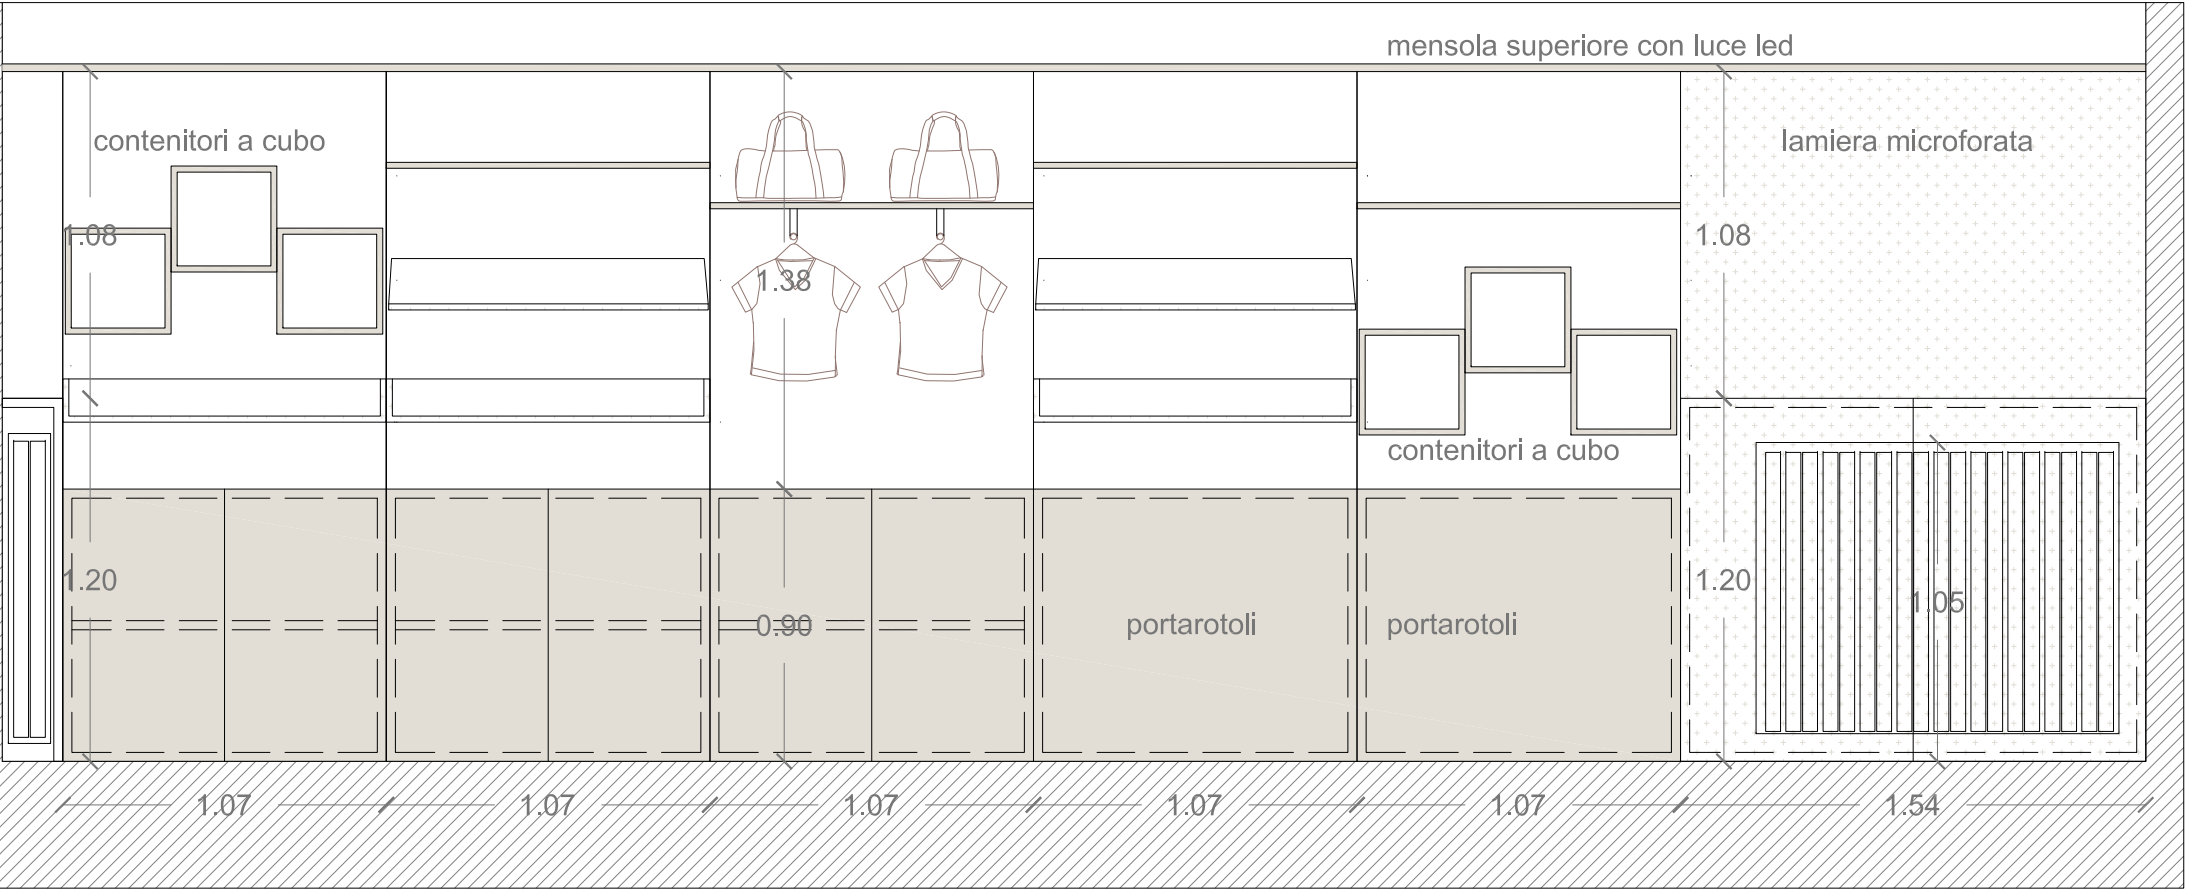 mensola superiore con luce led
contenitori a cubo
lamiera microforata
1.08
1.08
1.38
contenitori a cubo
1.20
1.20
1.05
0.90
portarotoli
portarotoli
1.07
1.07
1.07
1.07
1.07
1.54